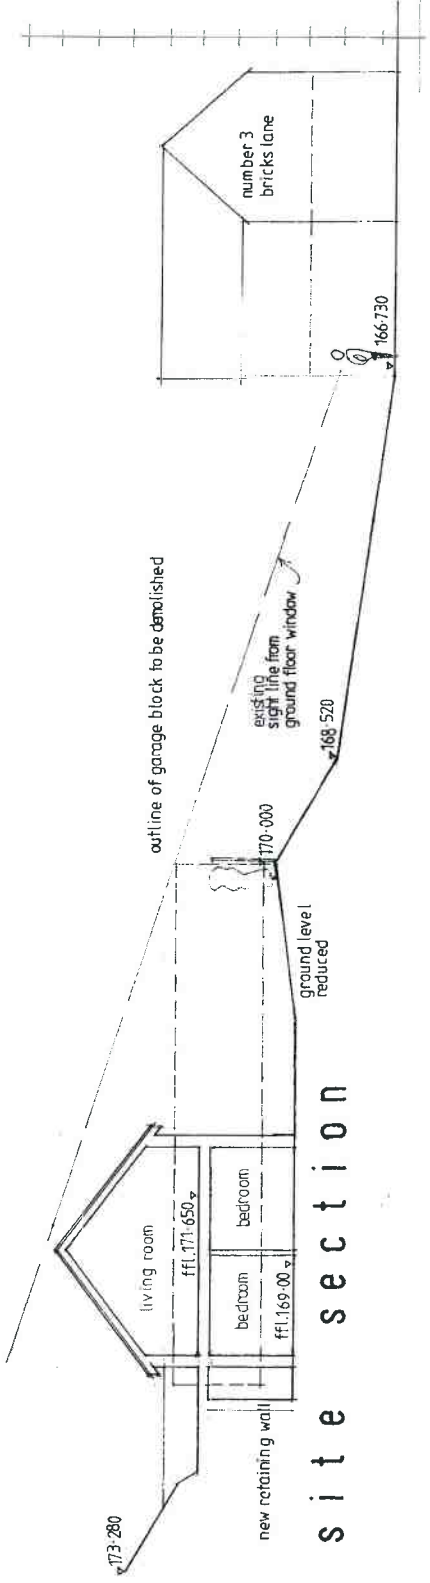 173·280
new retaining wall
living room
ffl.171·650
bedroom
bedroom
ffl.169·00
site section
ground level
reduced
170·000
outline of garage block to be demolished
168·520
existing
sight line from
ground floor window
166·730
number 3
bricks lane